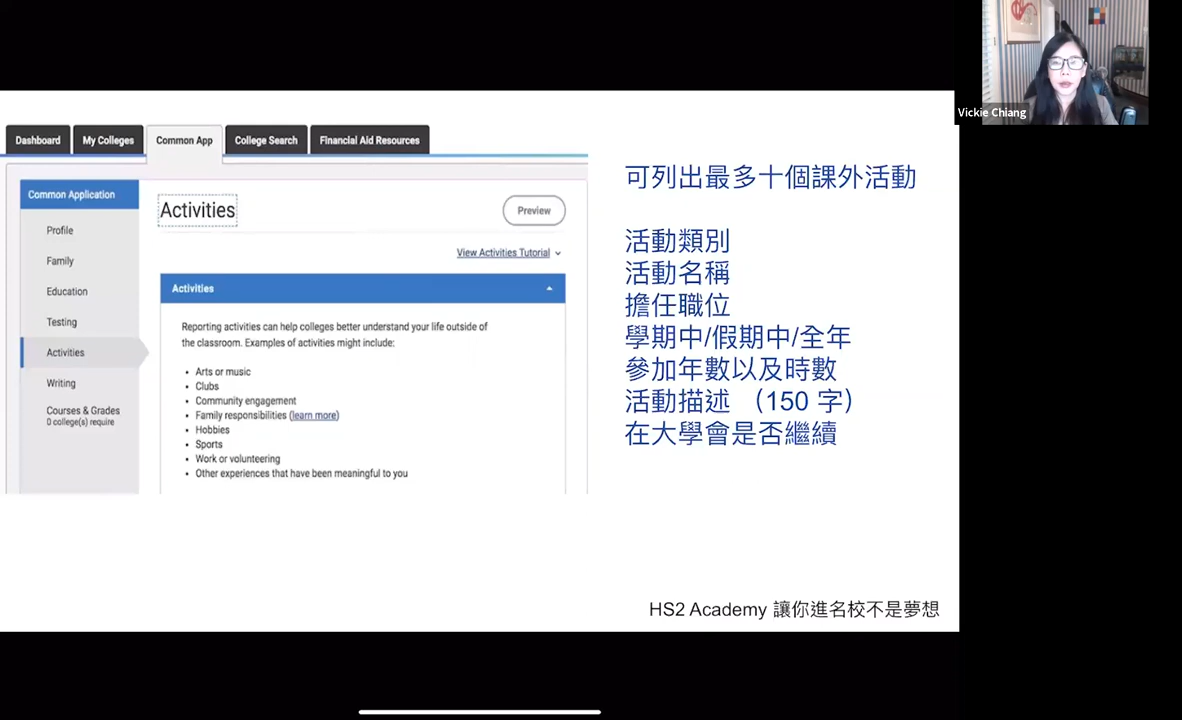 Vickie Chiang
Dashboard
My Colleges
Common App
College Search
Financial Aid Resources
Common Application
Profile
Family
Education
Testing
Activities
Writing
Courses & Grades
0 college(s) require
Activities
Preview
View Activities Tutorial
Activities
Reporting activities can help colleges better understand your life outside of
the classroom. Examples of activities might include:
• Arts or music
• Clubs
• Community engagement
• Family responsibilities (learn more)
• Hobbies
• Sports
• Work or volunteering
• Other experiences that have been meaningful to you
可列出最多十個課外活動
活動類別
活動名稱
擔任職位
學期中/假期中/全年
參加年數以及時數
活動描述 （150 字）
在大學會是否繼續
HS2 Academy 讓你進名校不是夢想